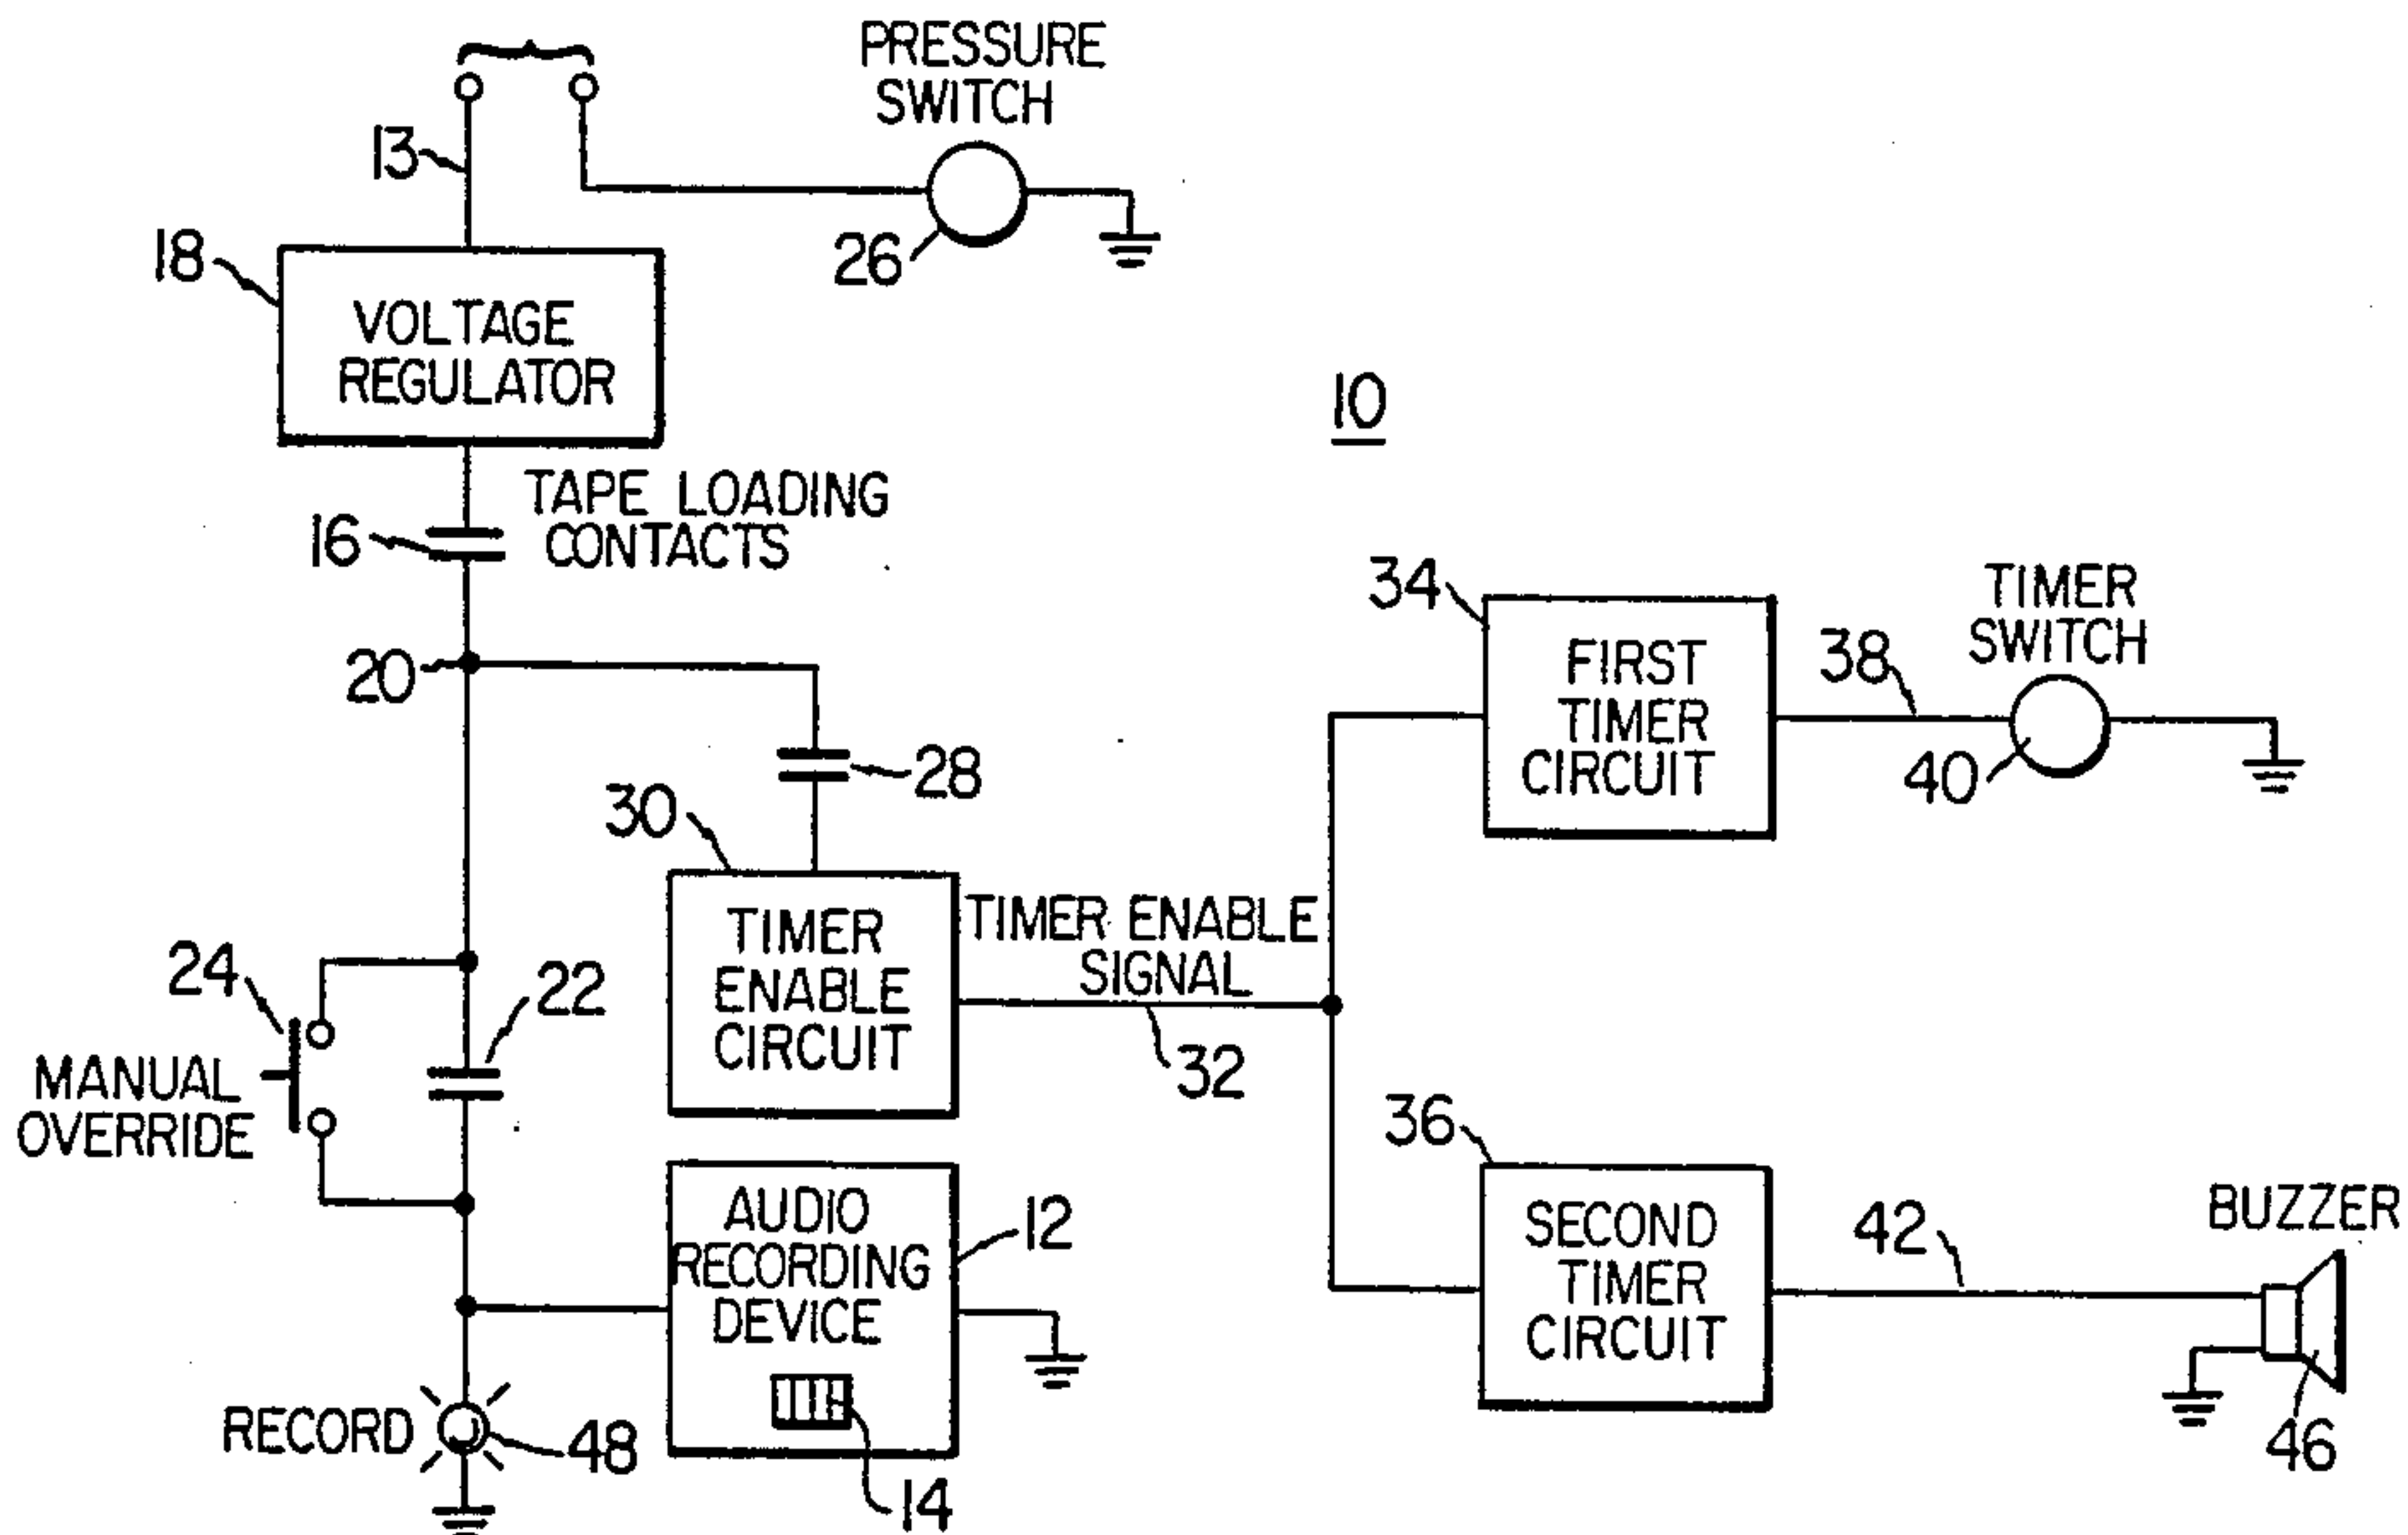 PRESSURE
SWITCH
13
26
18
VOLTAGE
REGULATOR
10
TAPE LOADING
CONTACTS
16
34
FIRST
TIMER
CIRCUIT
38
TIMER
SWITCH
40
20
28
30
TIMER
ENABLE
CIRCUIT
TIMER ENABLE
SIGNAL
32
24
22
MANUAL
OVERRIDE
36
SECOND
TIMER
CIRCUIT
42
BUZZER
46
AUDIO
RECORDING
DEVICE
12
14
RECORD
48